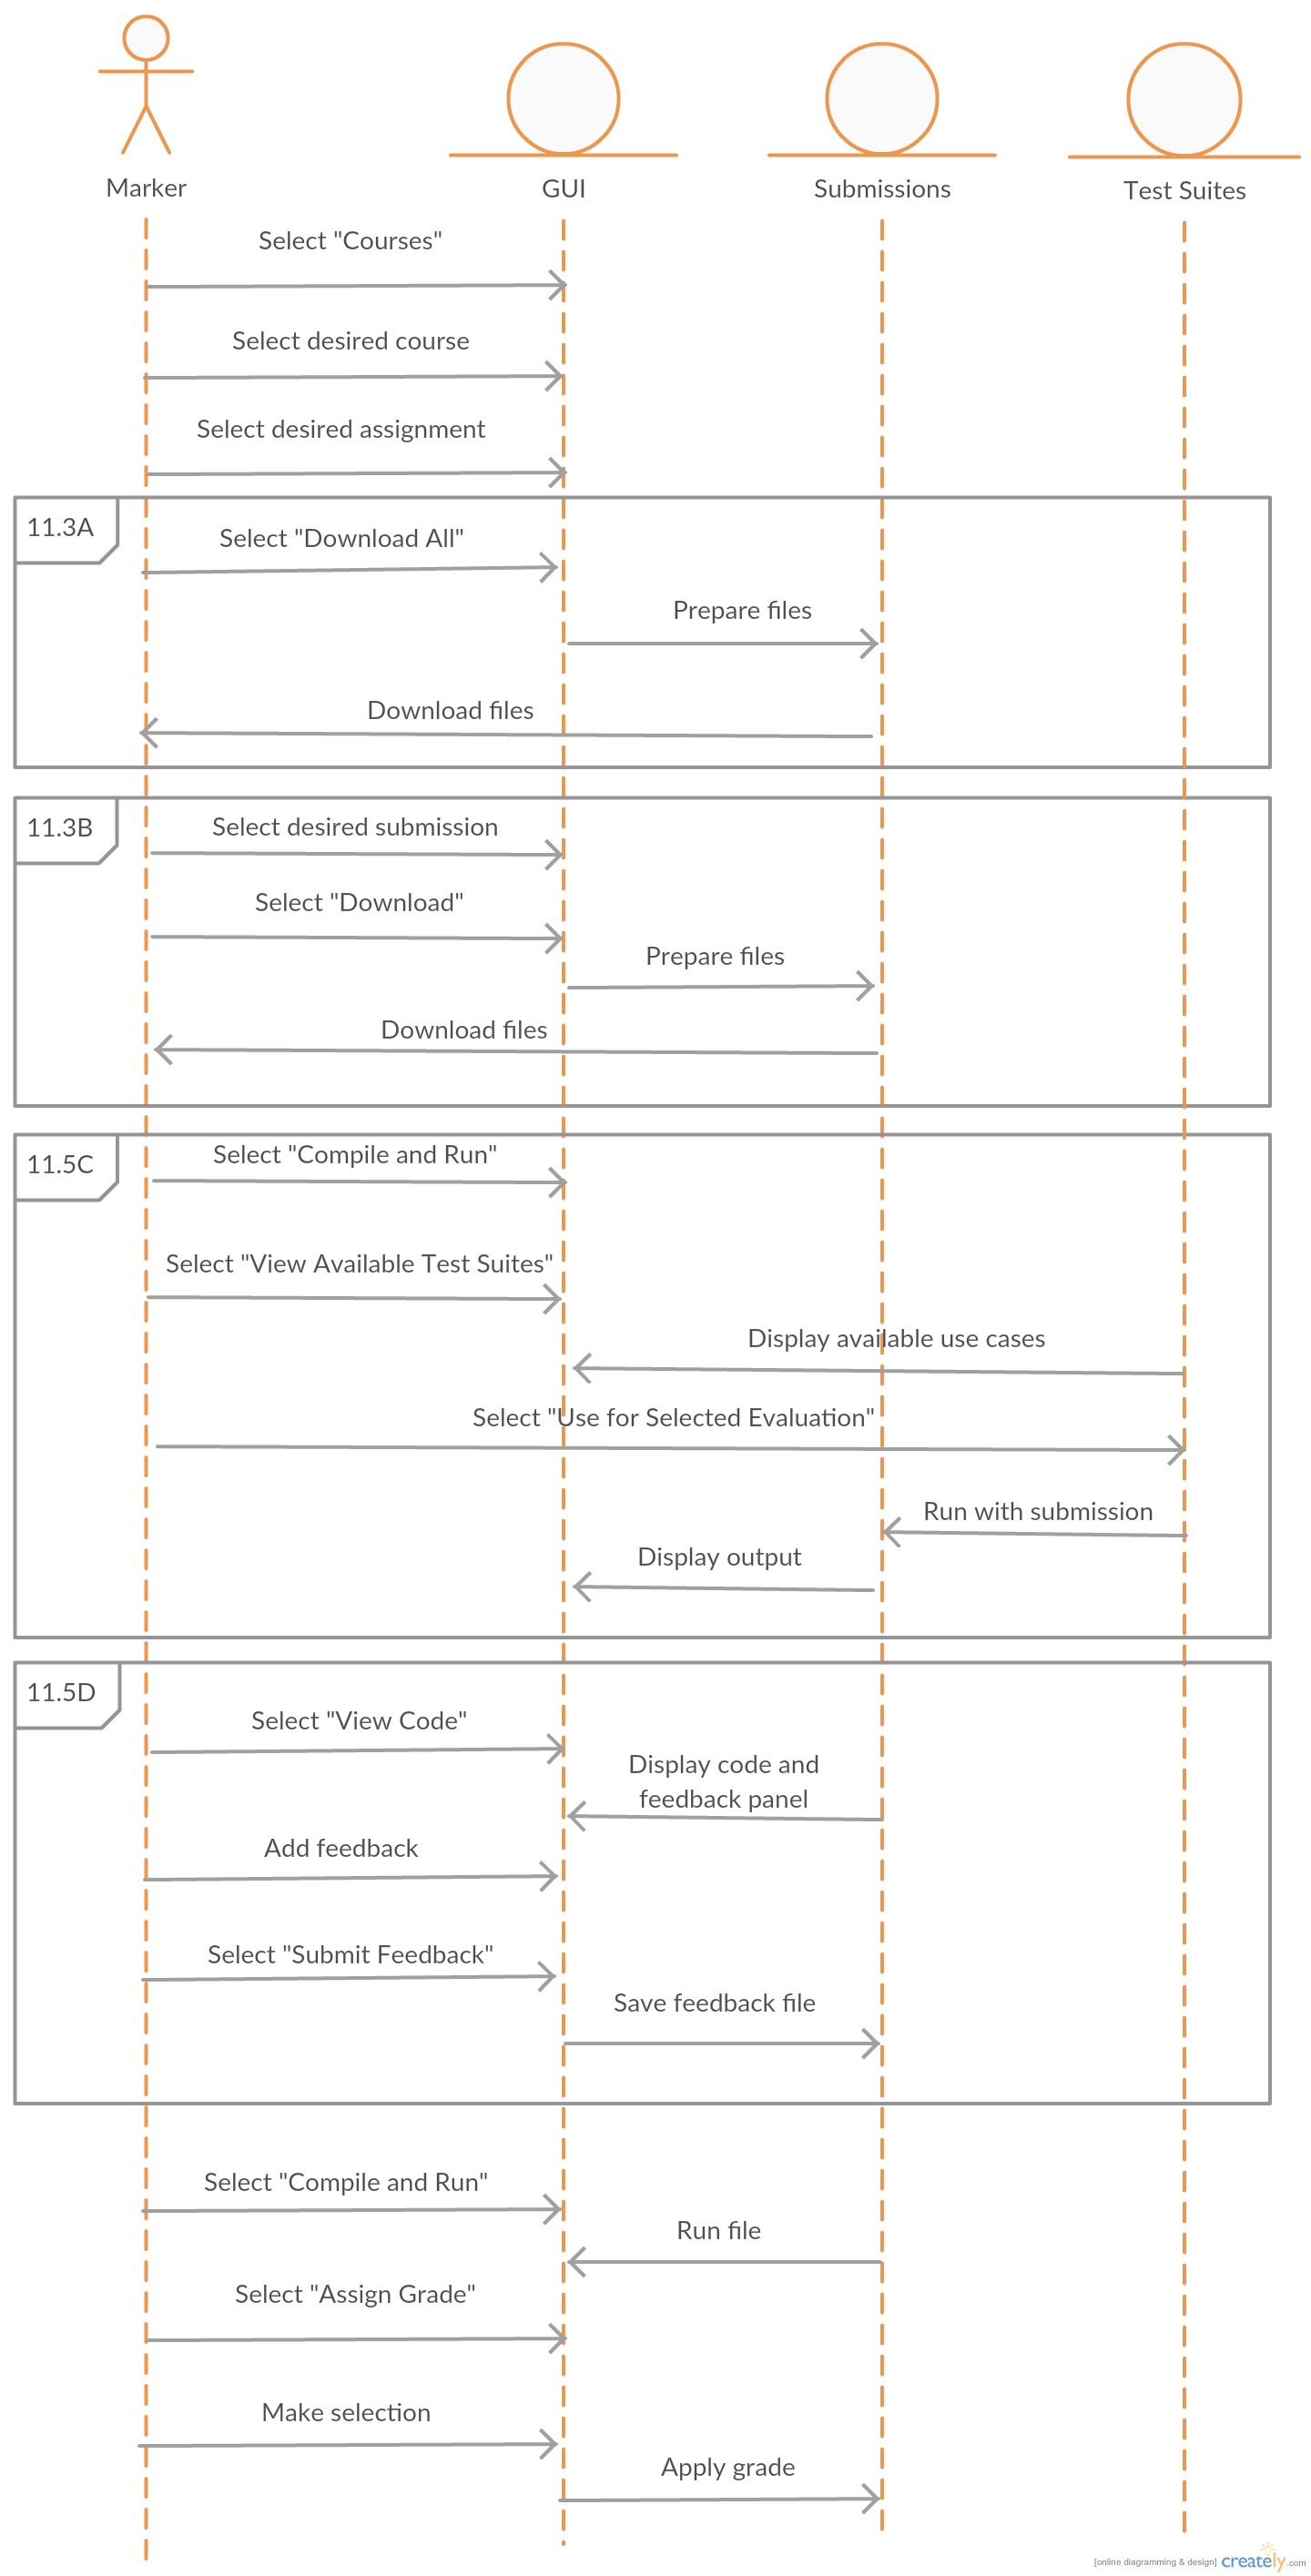 Marker
GUI
Submissions
Test Suites
Select "Courses"
Select desired course
Select desired assignment
11.3A
Select "Download All"
Prepare files
Download files
11.3B
Select desired submission
Select "Download"
Prepare files
Download files
11.5C
Select "Compile and Run"
Select "View Available Test Suites"
Display available use cases
Select "Use for Selected Evaluation"
Run with submission
Display output
11.5D
Select "View Code"
Display code and
feedback panel
Add feedback
Select "Submit Feedback"
Save feedback file
Select "Compile and Run"
Run file
Select "Assign Grade"
Make selection
Apply grade
[online diagramming & design] creately.com